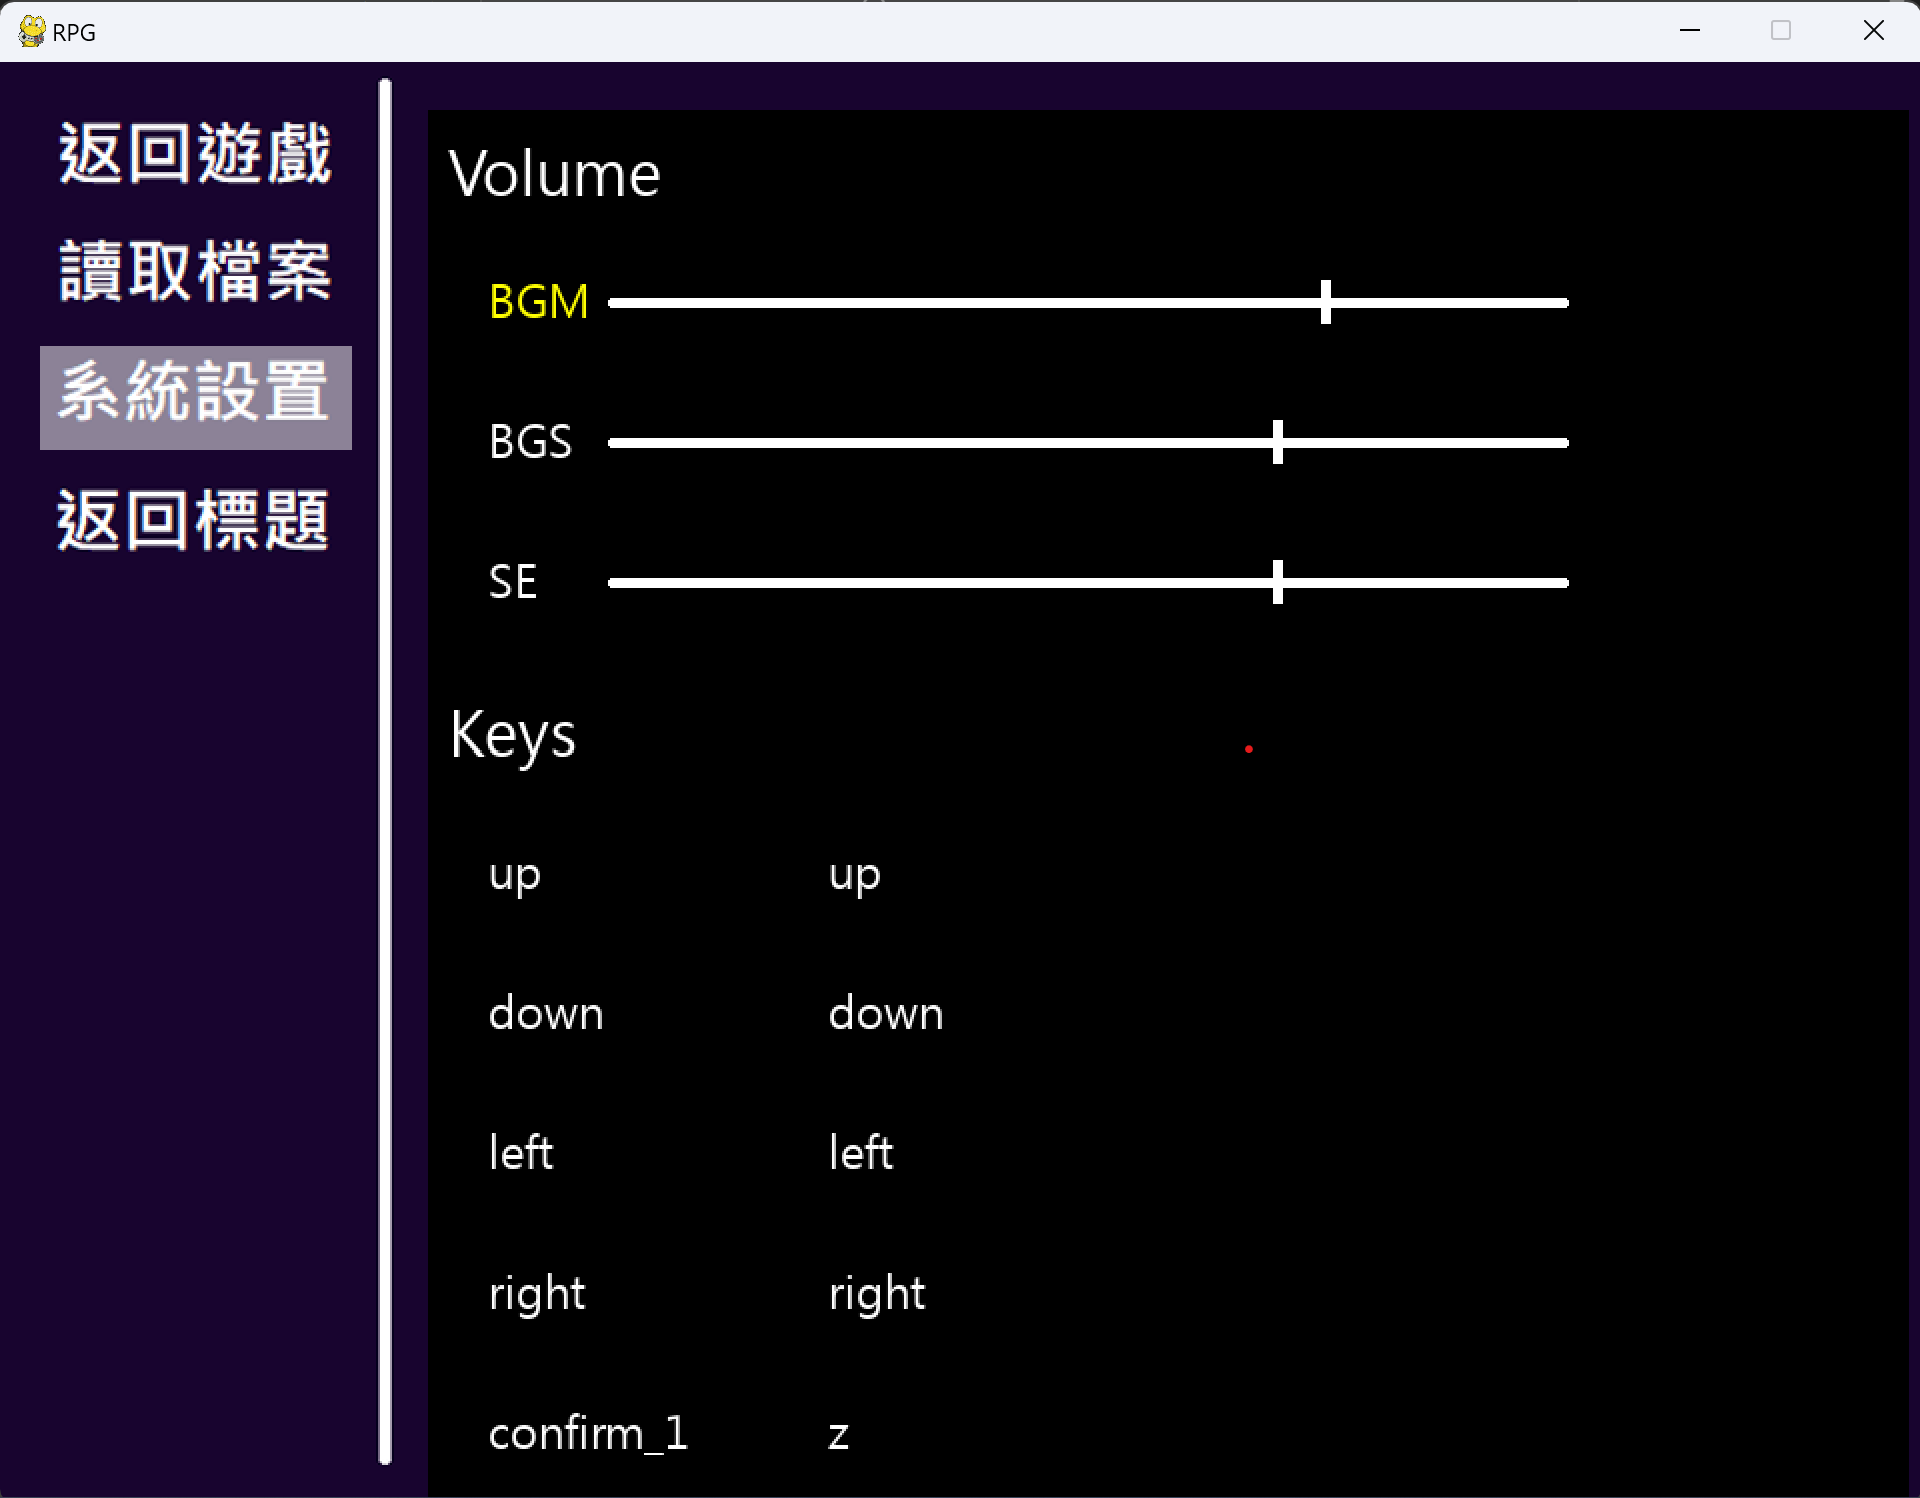 RPG
返回遊戲
讀取檔案
系統設置
返回標題
Volume
BGM
BGS
SE
Keys
up up
down down
left left
right right
confirm_1 z